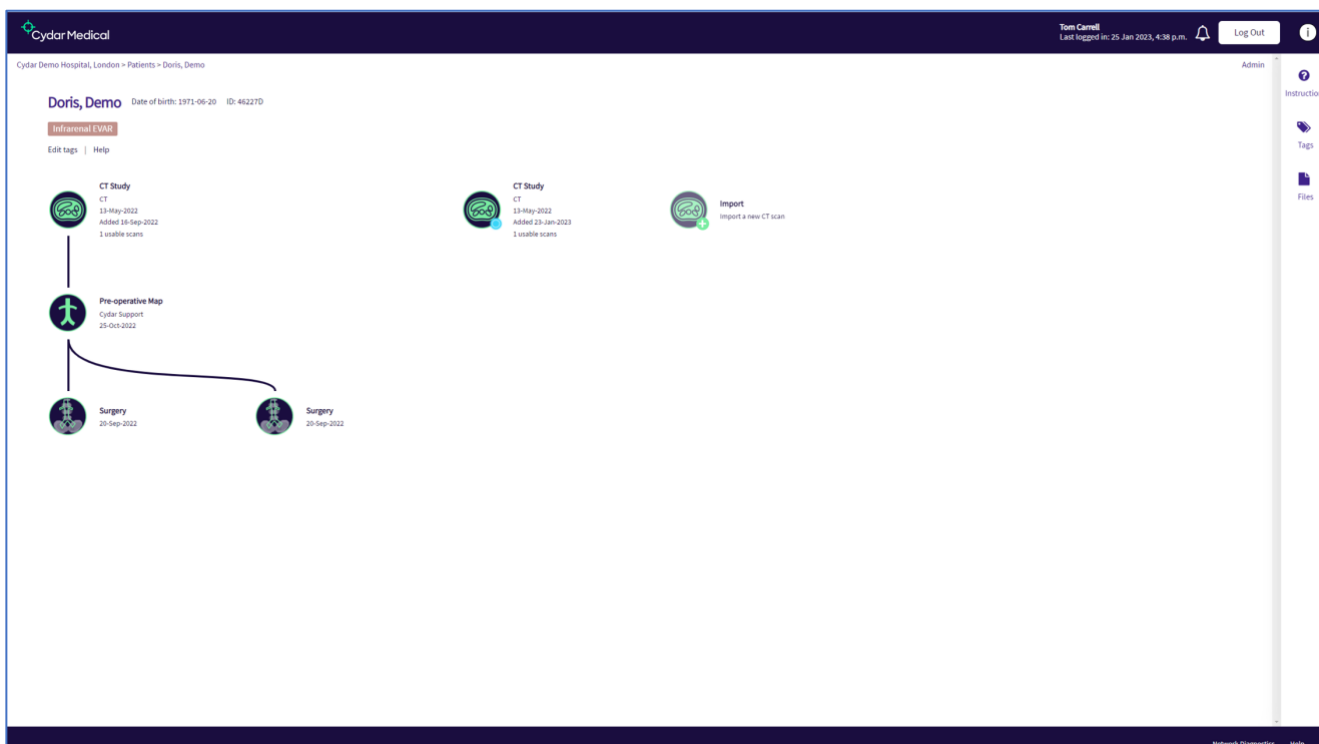 Cydar Medical
Tom Carrell
Last logged in: 25 Jan 2023, 4:38 p.m.
Log Out
i
Cydar Demo Hospital, London > Patients > Doris, Demo
Admin
?
Instruction
Doris, Demo
Date of birth: 1971-06-20
ID: 46227D
Infrarenal EVAR
Edit tags | Help
Tags
Files
CT Study
CT
13-May-2022
Added 16-Sep-2022
1 usable scans
CT Study
CT
13-May-2022
Added 23-Jan-2023
1 usable scans
Import
Import a new CT scan
Pre-operative Map
Cydar Support
25-Oct-2022
Surgery
20-Sep-2022
Surgery
20-Sep-2022
Network Diagnostics
Help